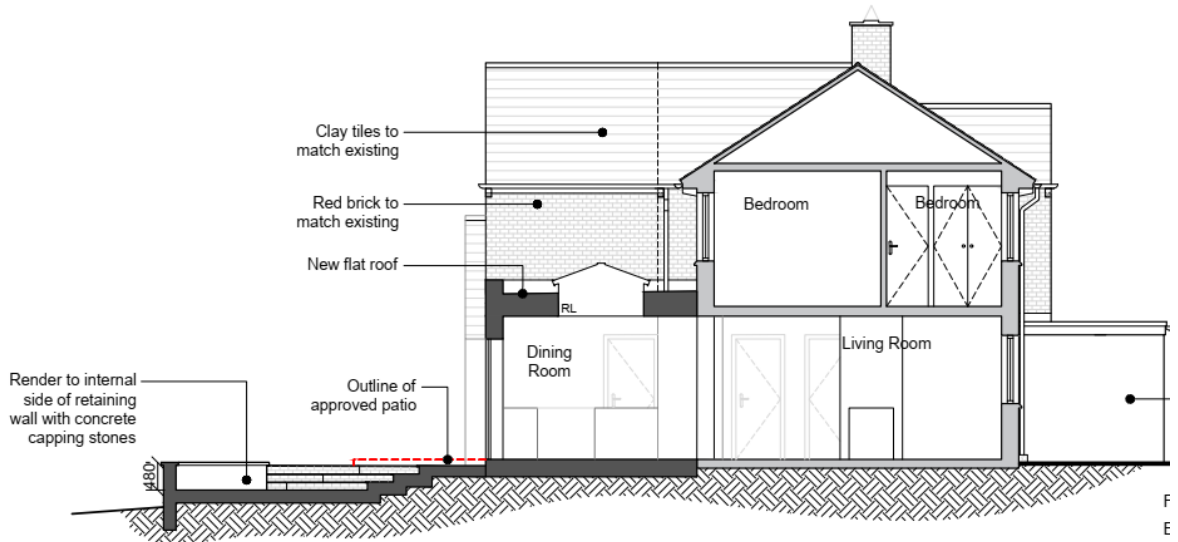 Clay tiles to
match existing
Red brick to
match existing
New flat roof
Bedroom
Bedroom
RL
Dining
Room
Living Room
Outline of
approved patio
Render to internal
side of retaining
wall with concrete
capping stones
480
F
E